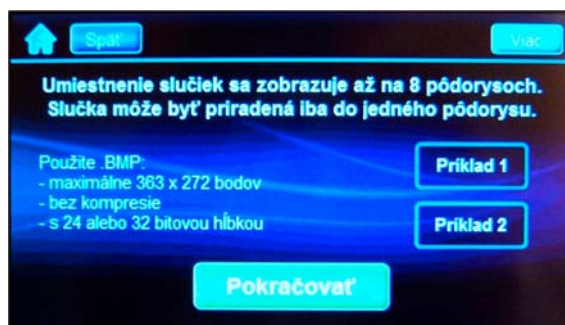 Späť
Viac
Umiestnenie slučiek sa zobrazuje až na 8 pôdorysoch.
Slučka môže byť priradená iba do jedného pôdorysu.
Použite .BMP:
- maximálne 363 x 272 bodov
- bez kompresie
- s 24 alebo 32 bitovou hĺbkou
Príklad 1
Príklad 2
Pokračovať